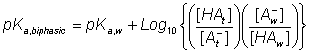 pK_{a,biphasic} = pK_{a,w} + Log_{10} {([HA_t]/[A_t^-])([A_w^-]/[HA_w])}